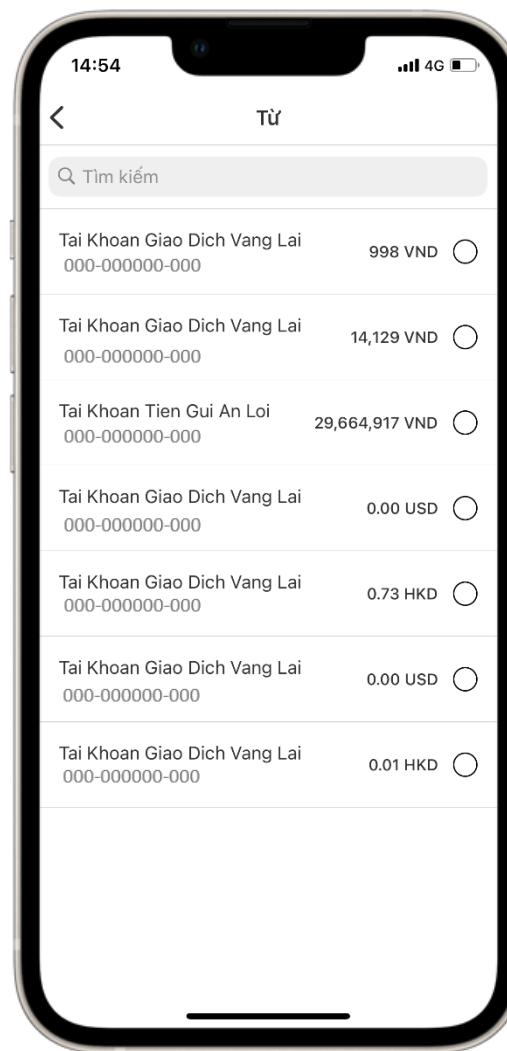 14:54
4G
Từ
Tìm kiếm
Tai Khoan Giao Dich Vang Lai
000-000000-000
998 VND
Tai Khoan Giao Dich Vang Lai
000-000000-000
14,129 VND
Tai Khoan Tien Gui An Loi
000-000000-000
29,664,917 VND
Tai Khoan Giao Dich Vang Lai
000-000000-000
0.00 USD
Tai Khoan Giao Dich Vang Lai
000-000000-000
0.73 HKD
Tai Khoan Giao Dich Vang Lai
000-000000-000
0.00 USD
Tai Khoan Giao Dich Vang Lai
000-000000-000
0.01 HKD